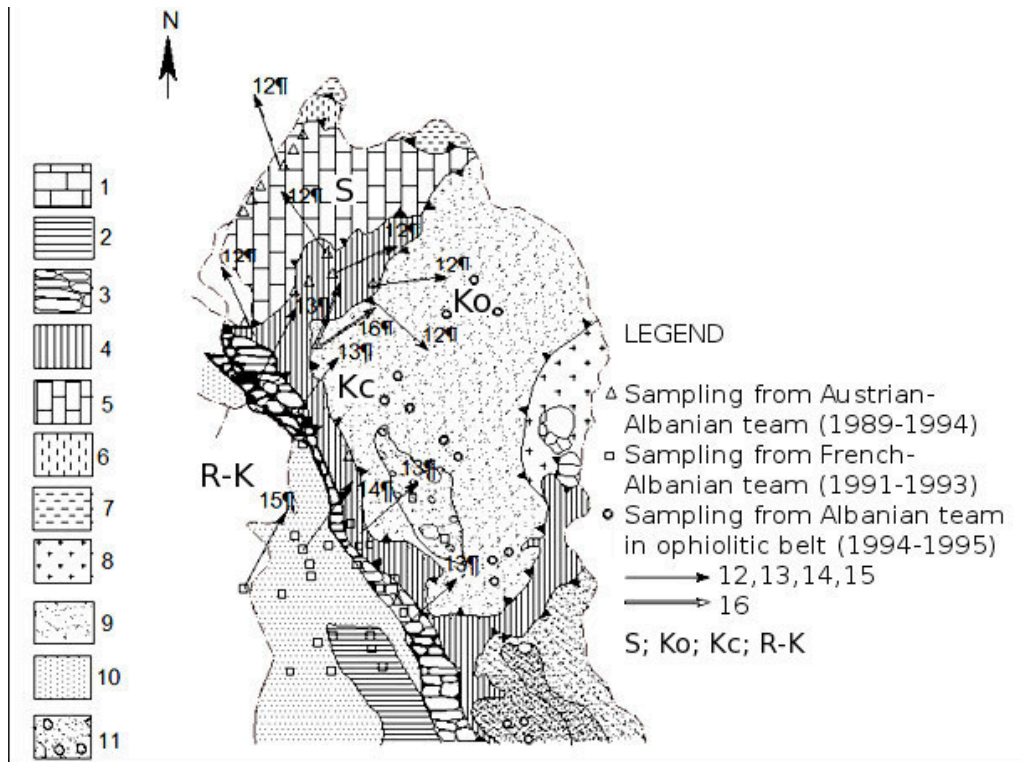 N
12¶
S
12¶
12¶
12¶
12¶
Ko
13¶
16¶
12¶
13¶
Kc
R-K
13¶
14¶
15¶
13¶
1
2
3
4
5
6
7
8
9
10
11
LEGEND
Sampling from Austrian-
Albanian team (1989-1994)
Sampling from French-
Albanian team (1991-1993)
Sampling from Albanian team
in ophiolitic belt (1994-1995)
12,13,14,15
16
S; Ko; Kc; R-K